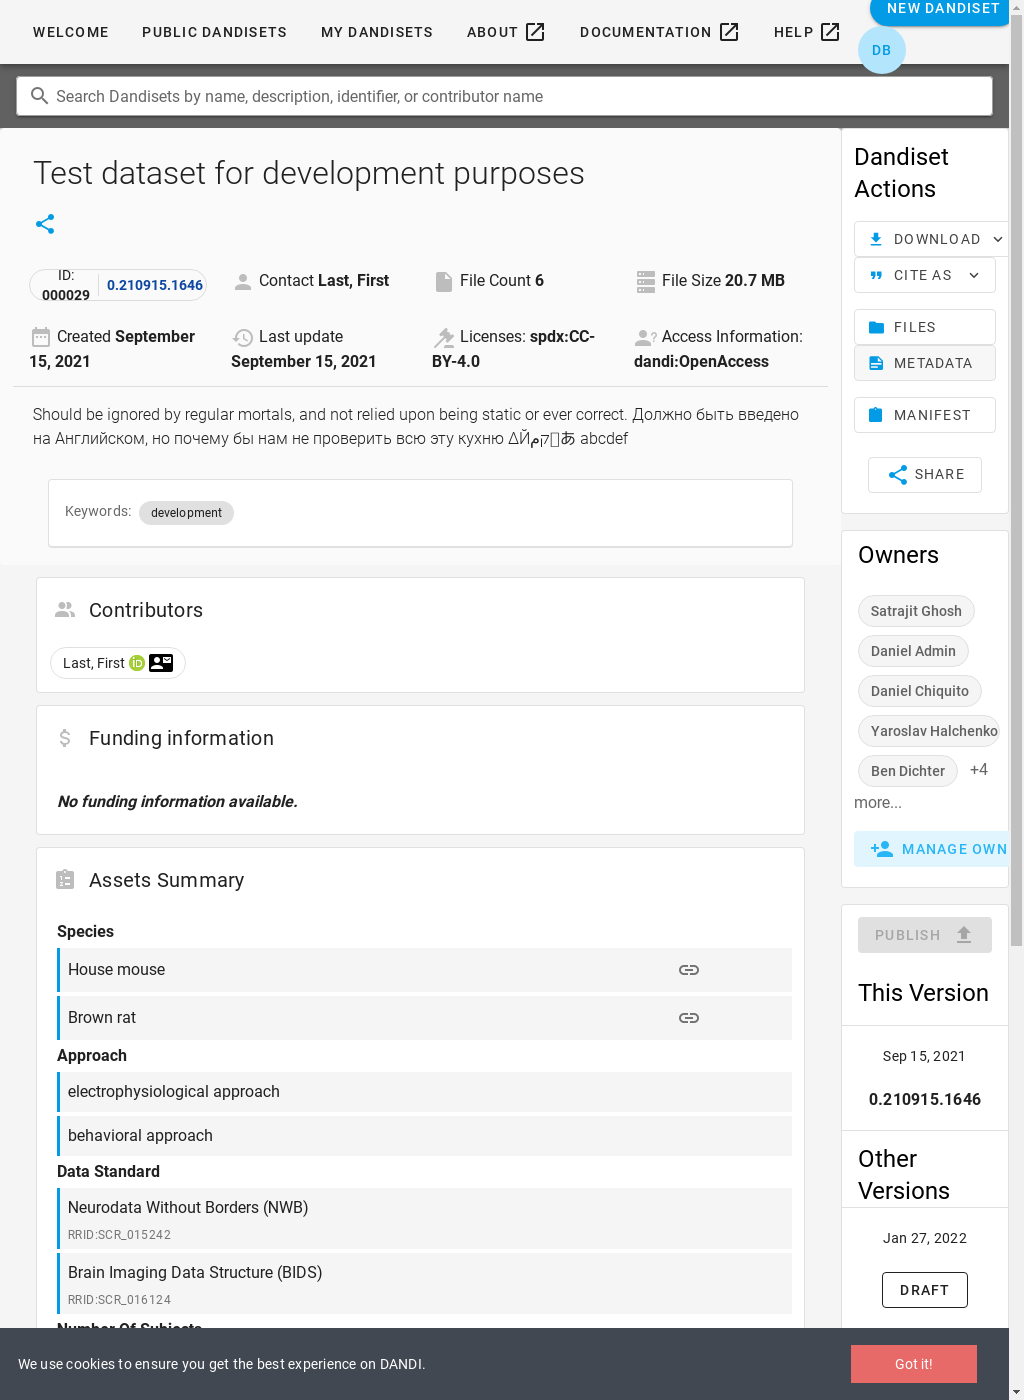 WELCOME PUBLIC DANDISETS MY DANDISETS ABOUT DOCUMENTATION HELP NEW DANDISET
DB
Search Dandisets by name, description, identifier, or contributor name
Test dataset for development purposes
ID: 000029 0.210915.1646
Contact Last, First
File Count 6
File Size 20.7 MB
Created September
15, 2021
Last update
September 15, 2021
Licenses: spdx:CC-
BY-4.0
Access Information:
dandi:OpenAccess
Should be ignored by regular mortals, and not relied upon being static or ever correct. Должно быть введено
на Английском, но почему бы нам не проверить всю эту кухню ΔЙקم๗あ abcdef
Keywords: development
Contributors
Last, First
Funding information
No funding information available.
Assets Summary
Species
House mouse
Brown rat
Approach
electrophysiological approach
behavioral approach
Data Standard
Neurodata Without Borders (NWB)
RRID:SCR_015242
Brain Imaging Data Structure (BIDS)
RRID:SCR_016124
Number Of Subjects
Dandiset
Actions
DOWNLOAD
CITE AS
FILES
METADATA
MANIFEST
SHARE
Owners
Satrajit Ghosh
Daniel Admin
Daniel Chiquito
Yaroslav Halchenko
Ben Dichter +4
more...
MANAGE OWN
PUBLISH
This Version
Sep 15, 2021
0.210915.1646
Other
Versions
Jan 27, 2022
DRAFT
We use cookies to ensure you get the best experience on DANDI.
Got it!